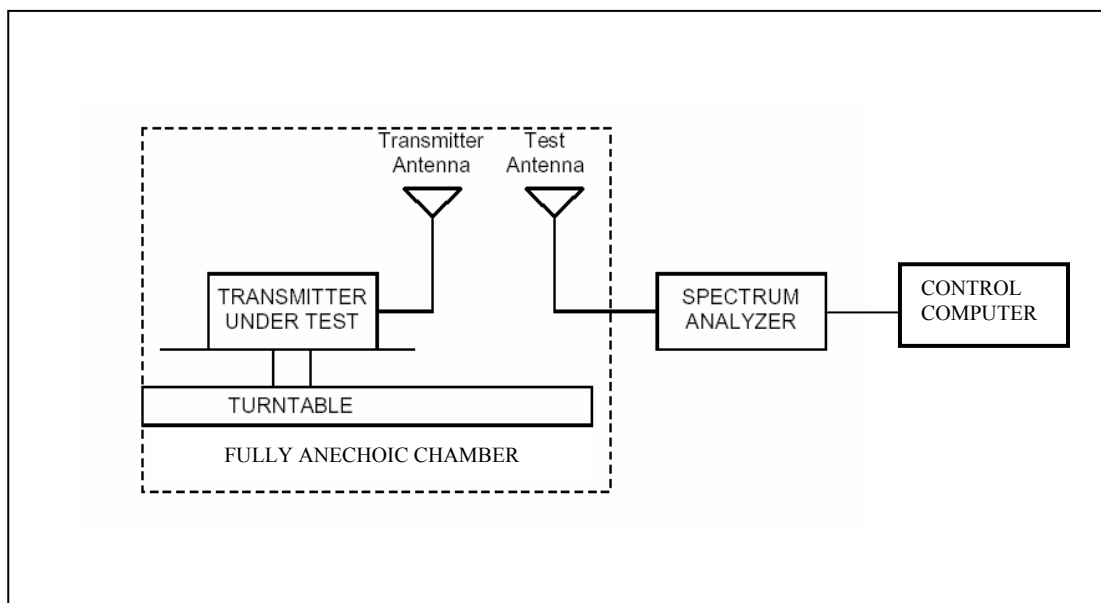 Transmitter
Antenna
Test
Antenna
TRANSMITTER
UNDER TEST
SPECTRUM
ANALYZER
CONTROL
COMPUTER
TURNTABLE
FULLY ANECHOIC CHAMBER